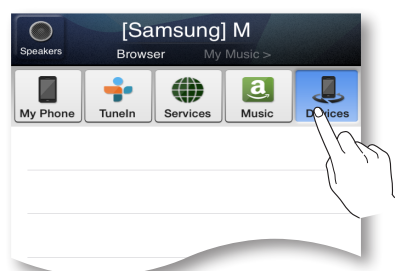 [Samsung] M
Speakers
Browser My Music >
My Phone TuneIn Services Music Devices